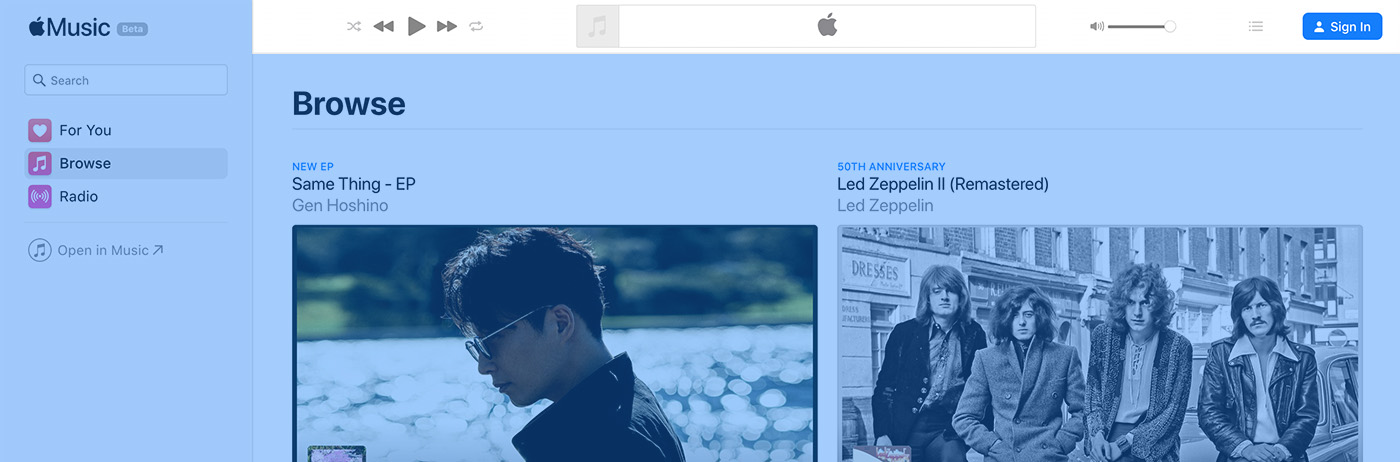 Music Beta
Search
For You
Browse
Radio
Open in Music
Sign In
Browse
NEW EP
Same Thing - EP
Gen Hoshino
50TH ANNIVERSARY
Led Zeppelin II (Remastered)
Led Zeppelin
DRESSES